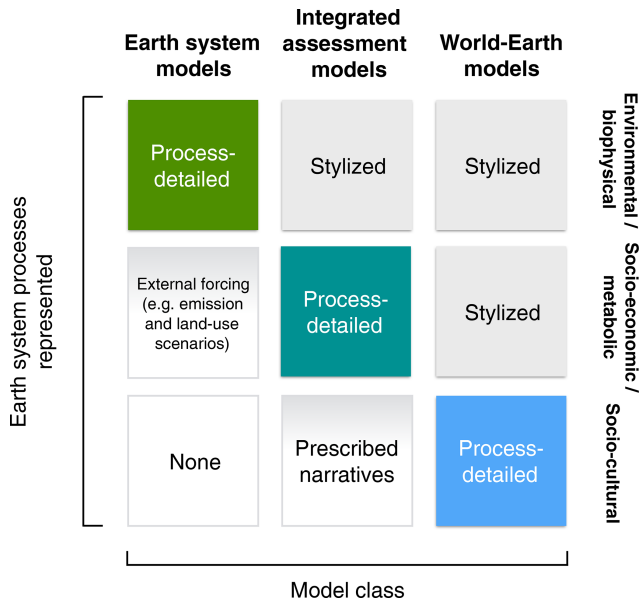 Earth system
models
Integrated
assessment
models
World-Earth
models
Earth system processes
represented
Process-
detailed
Stylized
Stylized
Environmental /
biophysical
External forcing
(e.g. emission
and land-use
scenarios)
Process-
detailed
Stylized
Socio-economic /
metabolic
None
Prescribed
narratives
Process-
detailed
Socio-cultural
Model class